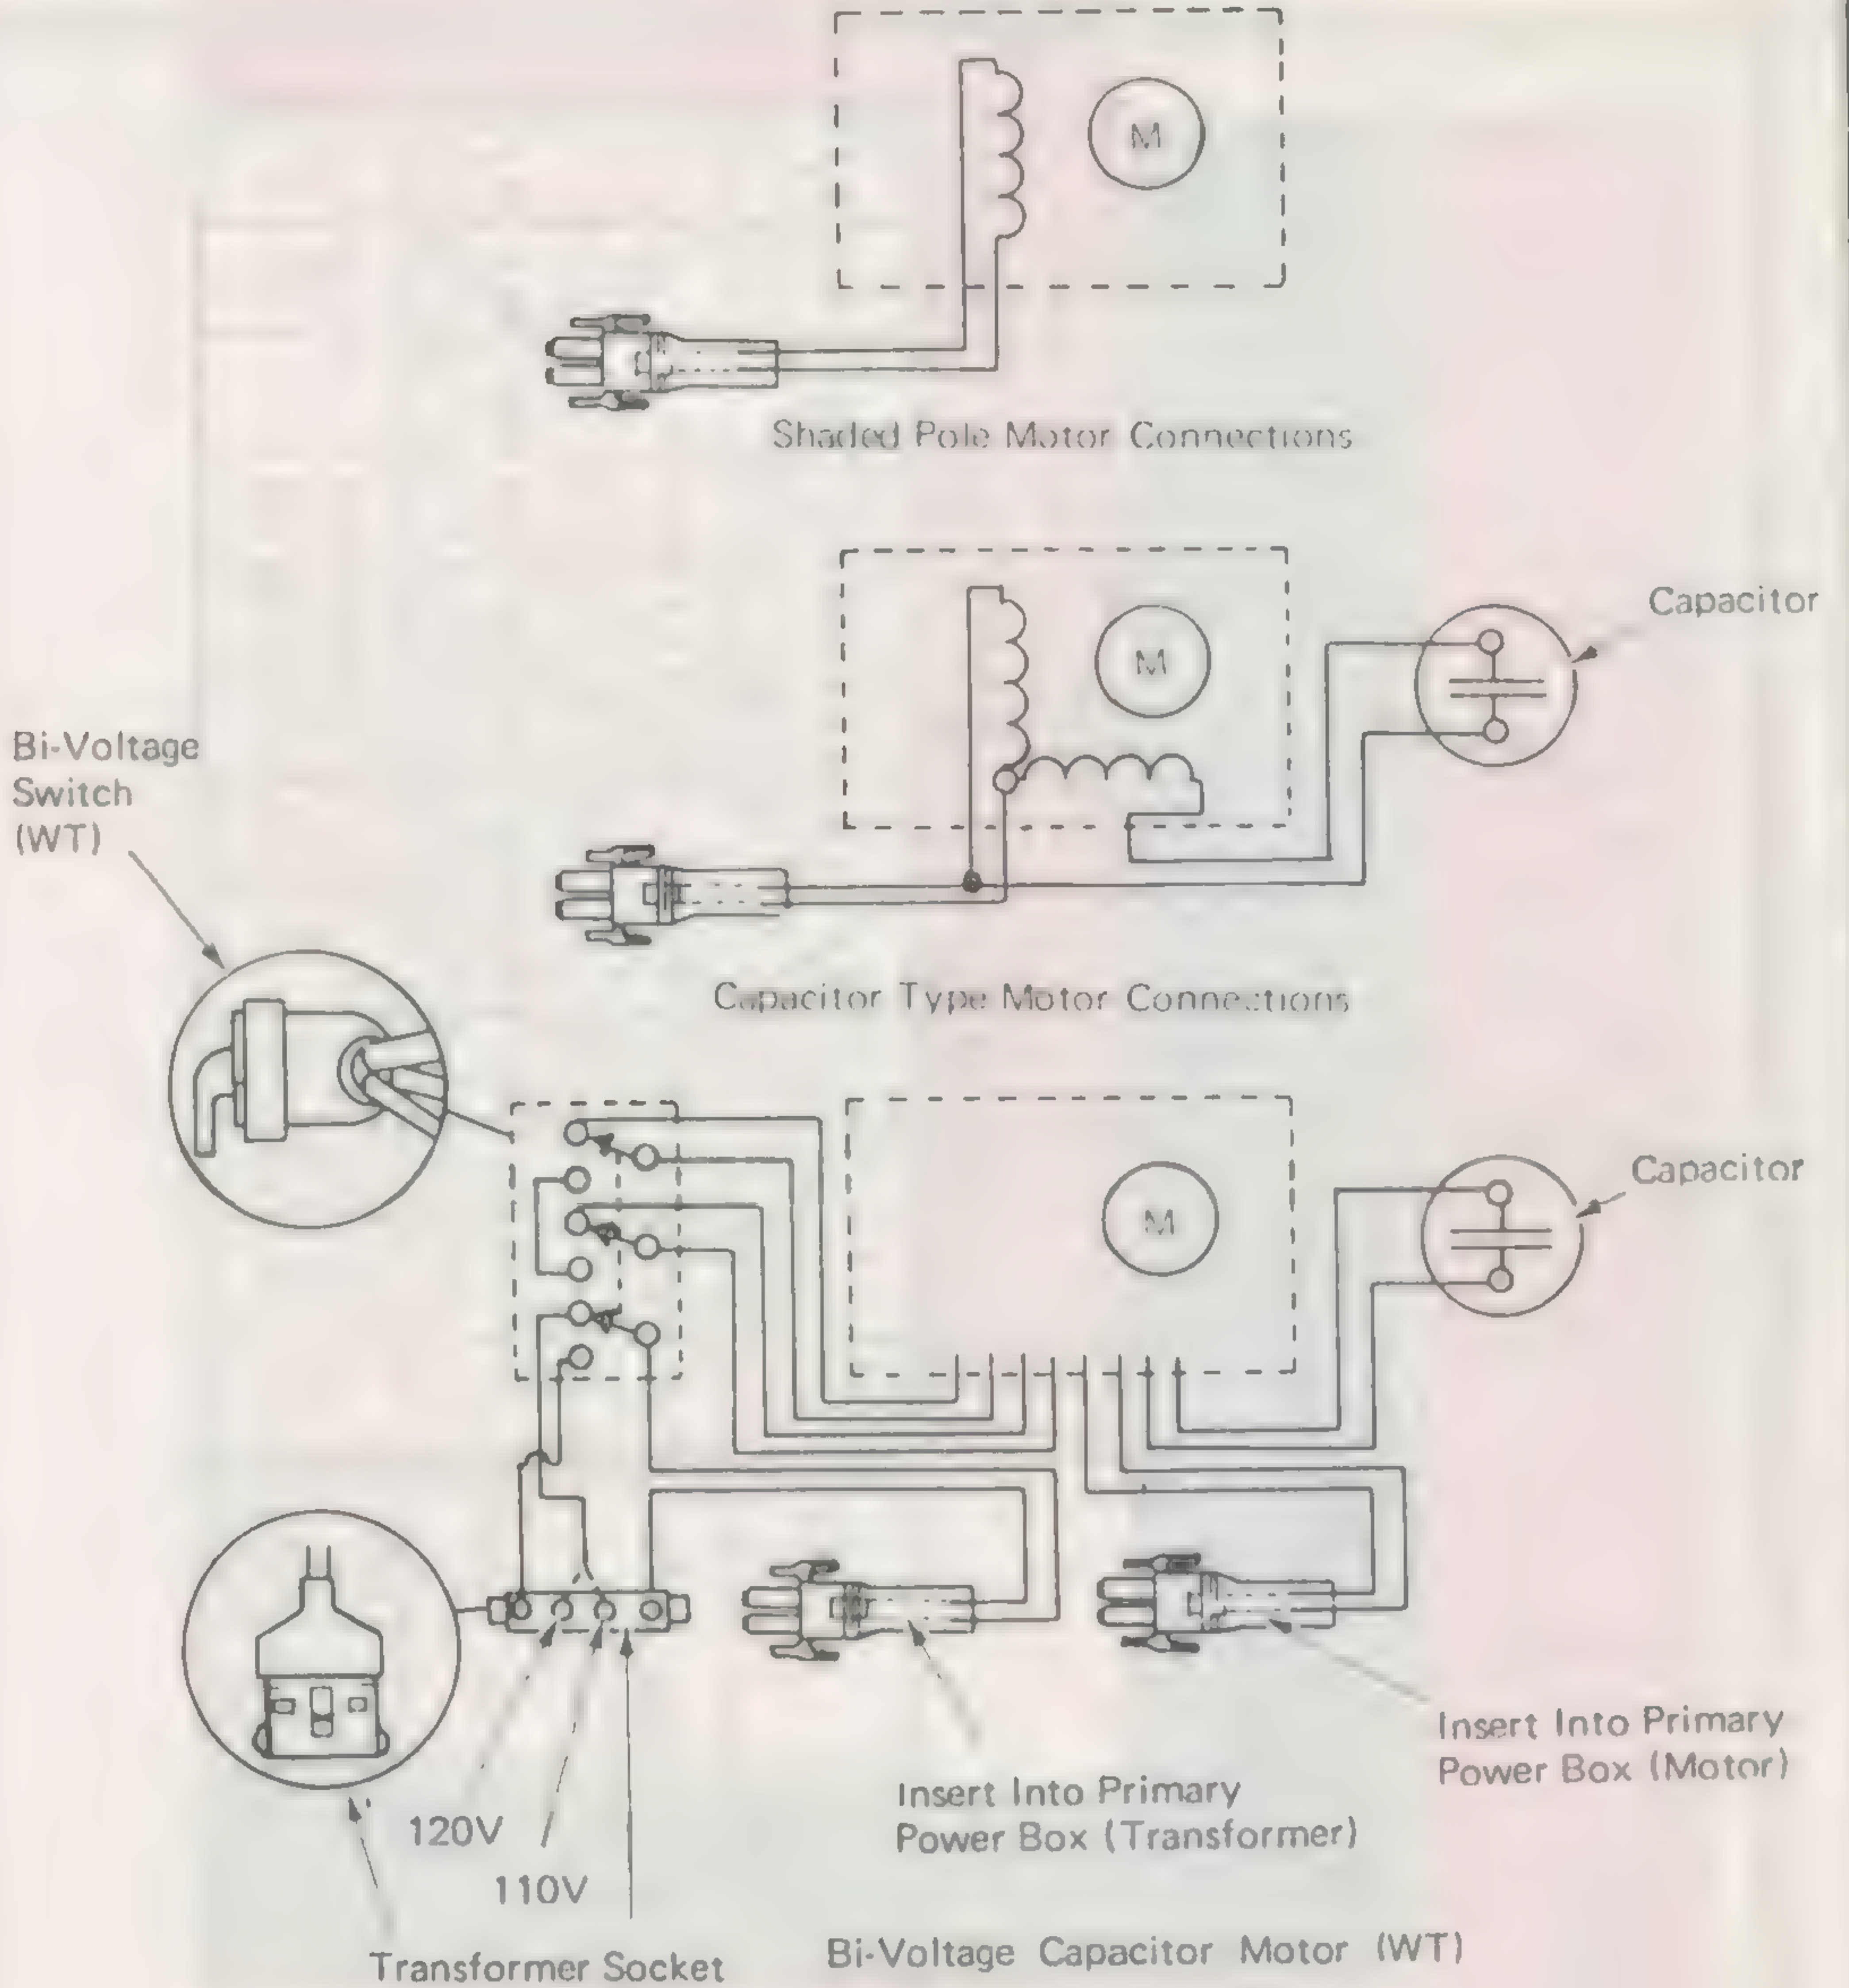 M
Shaded Pole Motor Connections
M
Capacitor
Capacitor Type Motor Connections
Bi-Voltage
Switch
(WT)
M
Capacitor
120V
110V
Transformer Socket
Insert Into Primary
Power Box (Transformer)
Insert Into Primary
Power Box (Motor)
Bi-Voltage Capacitor Motor (WT)